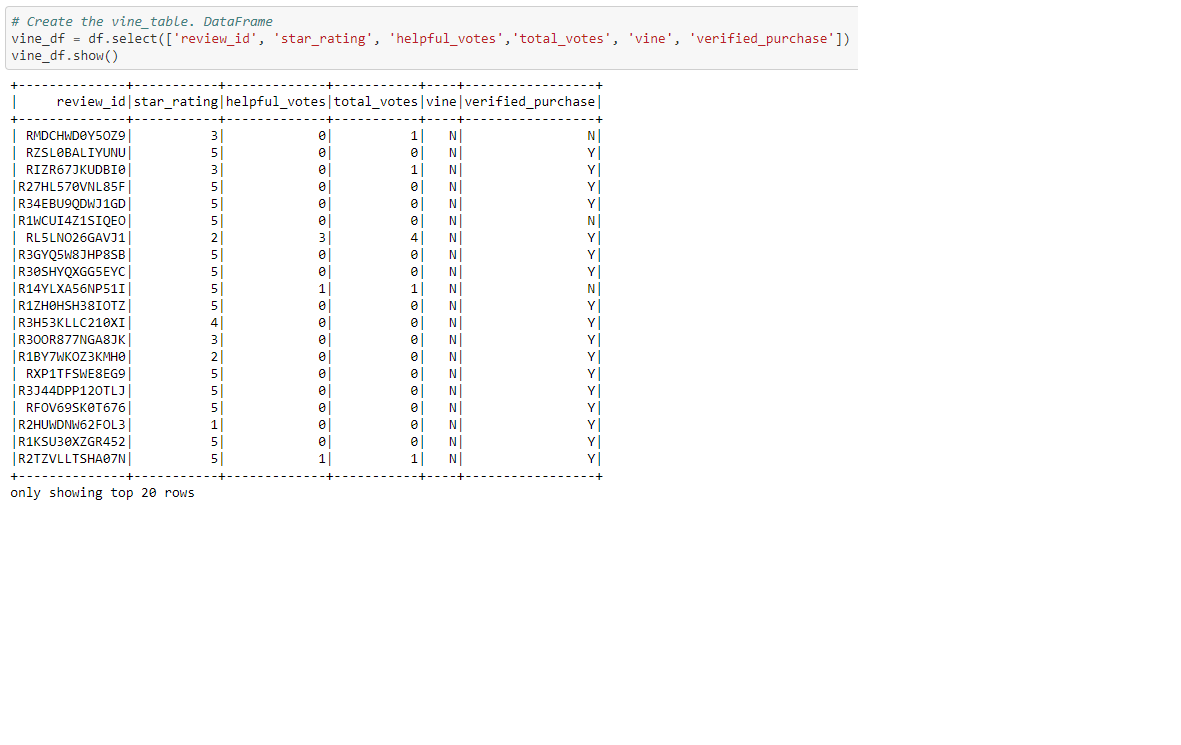 # Create the vine_table. DataFrame
vine_df = df.select(['review_id', 'star_rating', 'helpful_votes','total_votes', 'vine', 'verified_purchase'])
vine_df.show()
+--------------+-----------+-------------+-----------+----+-----------------+
|     review_id|star_rating|helpful_votes|total_votes|vine|verified_purchase|
+--------------+-----------+-------------+-----------+----+-----------------+
| RMDCHWD0Y5OZ9|          3|            0|          1|   N|                N|
| RZSL0BALIYUNU|          5|            0|          0|   N|                Y|
| RIZR67JKUDBI0|          3|            0|          1|   N|                Y|
|R27HL570VNL85F|          5|            0|          0|   N|                Y|
|R34EBU9QDWJ1GD|          5|            0|          0|   N|                Y|
|R1WCUI4Z1SIQEO|          5|            0|          0|   N|                N|
| RL5LNO26GAVJ1|          2|            3|          4|   N|                Y|
|R3GYQ5W8JHP8SB|          5|            0|          0|   N|                Y|
|R30SHYQXGG5EYC|          5|            0|          0|   N|                Y|
|R14YLXA56NP51I|          5|            1|          1|   N|                N|
|R1ZH0HSH38IOTZ|          5|            0|          0|   N|                Y|
|R3H53KLLC210XI|          4|            0|          0|   N|                Y|
|R3OOR877NGA8JK|          3|            0|          0|   N|                Y|
|R1BY7WKOZ3KMH0|          2|            0|          0|   N|                Y|
| RXP1TFSWE8EG9|          5|            0|          0|   N|                Y|
|R3J44DPP12OTLJ|          5|            0|          0|   N|                Y|
| RFOV69SK0T676|          5|            0|          0|   N|                Y|
|R2HUWDNW62FOL3|          1|            0|          0|   N|                Y|
|R1KSU30XZGR452|          5|            0|          0|   N|                Y|
|R2TZVLLTSHA07N|          5|            1|          1|   N|                Y|
+--------------+-----------+-------------+-----------+----+-----------------+
only showing top 20 rows